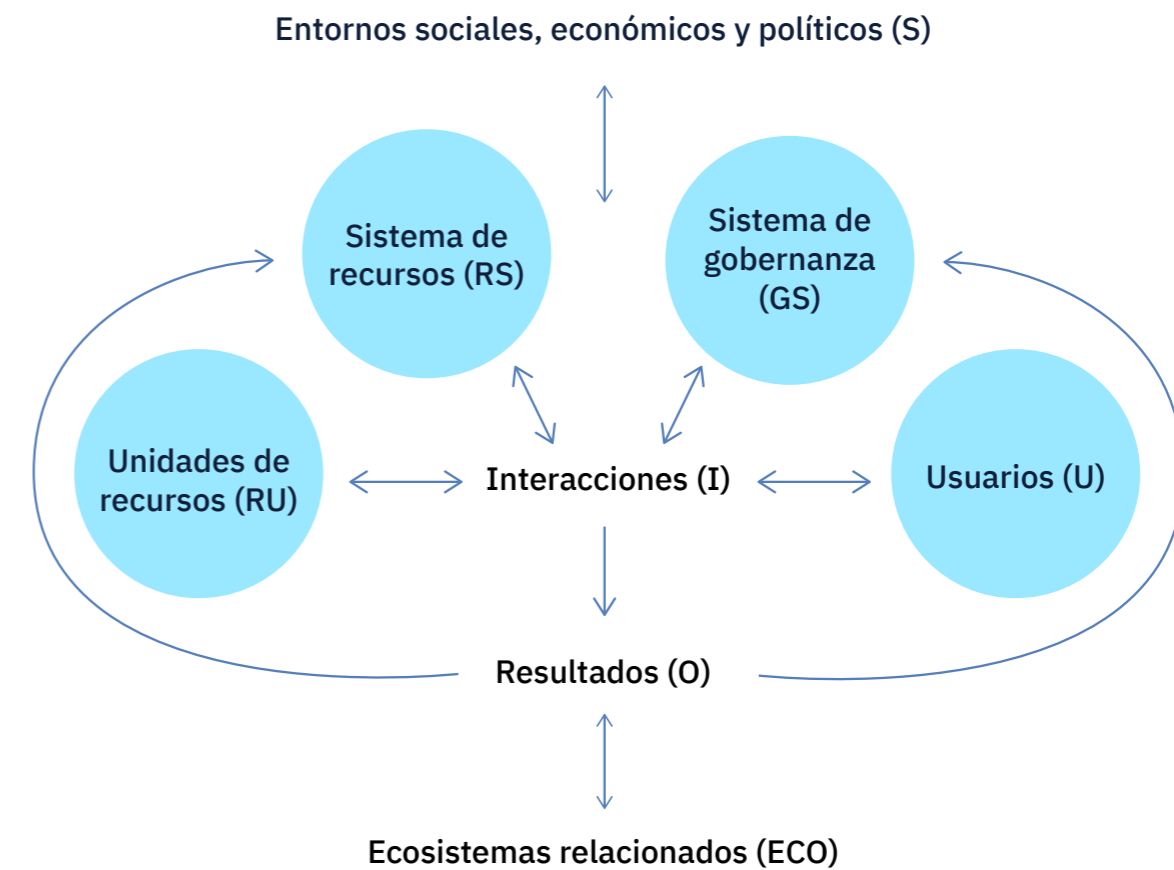 Entornos sociales, económicos y políticos (S)
Sistema de
recursos (RS)
Sistema de
gobernanza
(GS)
Unidades de
recursos (RU)
Interacciones (I)
Usuarios (U)
Resultados (O)
Ecosistemas relacionados (ECO)